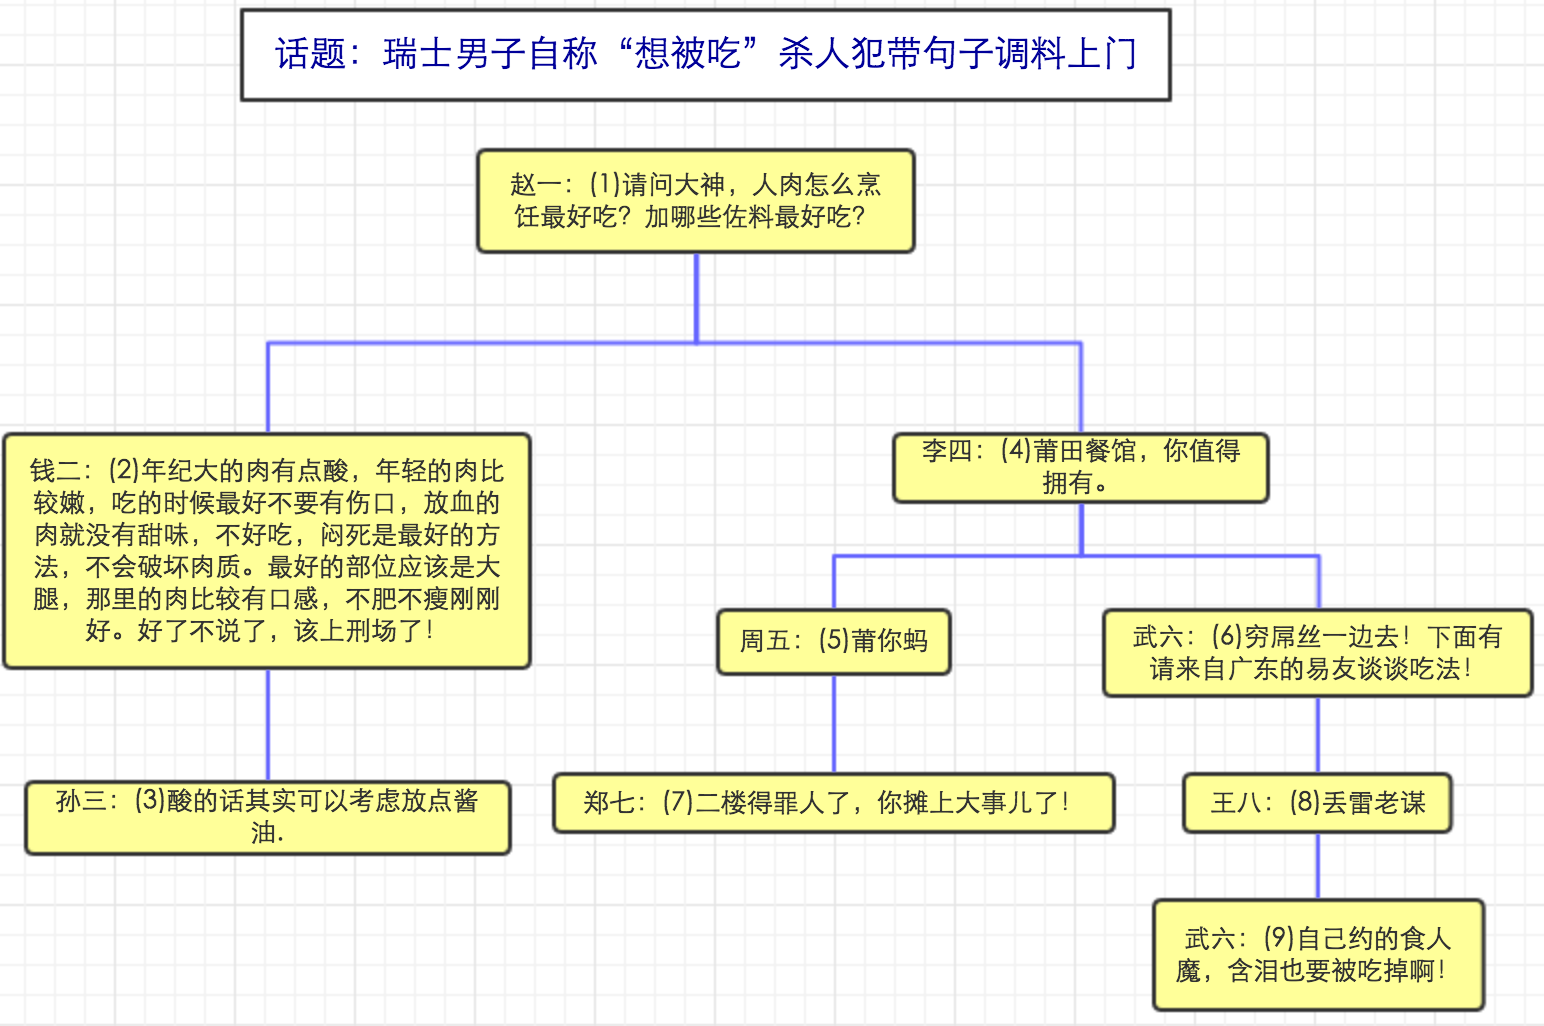 话题：瑞士男子自称“想被吃”杀人犯带句子调料上门
赵一：(1)请问大神，人肉怎么烹
饪最好吃？加哪些佐料最好吃？
钱二：(2)年纪大的肉有点酸，年轻的肉比
较嫩，吃的时候最好不要有伤口，放血的
肉就没有甜味，不好吃，闷死是最好的方
法，不会破坏肉质。最好的部位应该是大
腿，那里的肉比较有口感，不肥不瘦刚刚
好。好了不说了，该上刑场了！
李四：(4)莆田餐馆，你值得
拥有。
周五：(5)莆你蚂
武六：(6)穷屌丝一边去！下面有
请来自广东的易友谈谈吃法！
孙三：(3)酸的话其实可以考虑放点酱
油.
郑七：(7)二楼得罪人了，你摊上大事儿了！
王八：(8)丢雷老谋
武六：(9)自己约的食人
魔，含泪也要被吃掉啊！